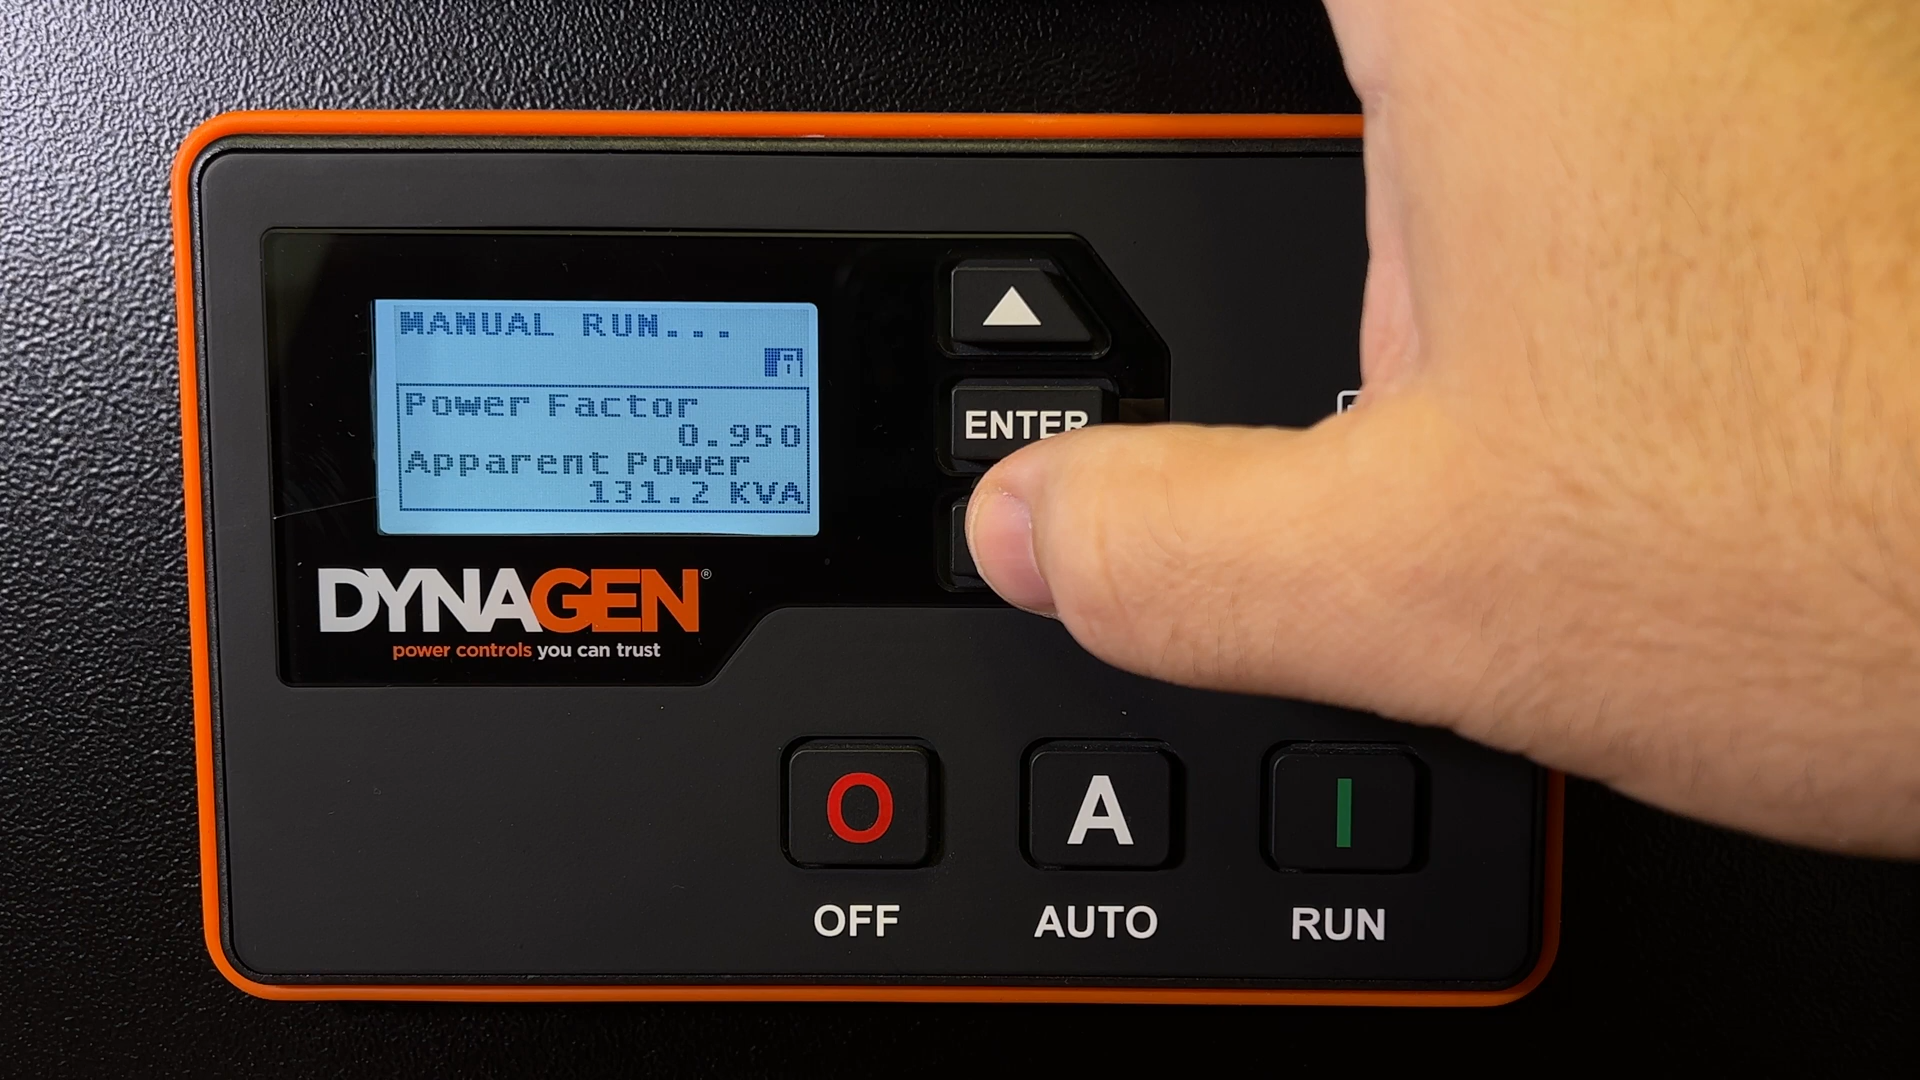 MANUAL RUN...
Power Factor
0.950
Apparent Power
131.2 KVA
ENTER
DYNAGEN®
power controls you can trust
O
A
I
OFF
AUTO
RUN